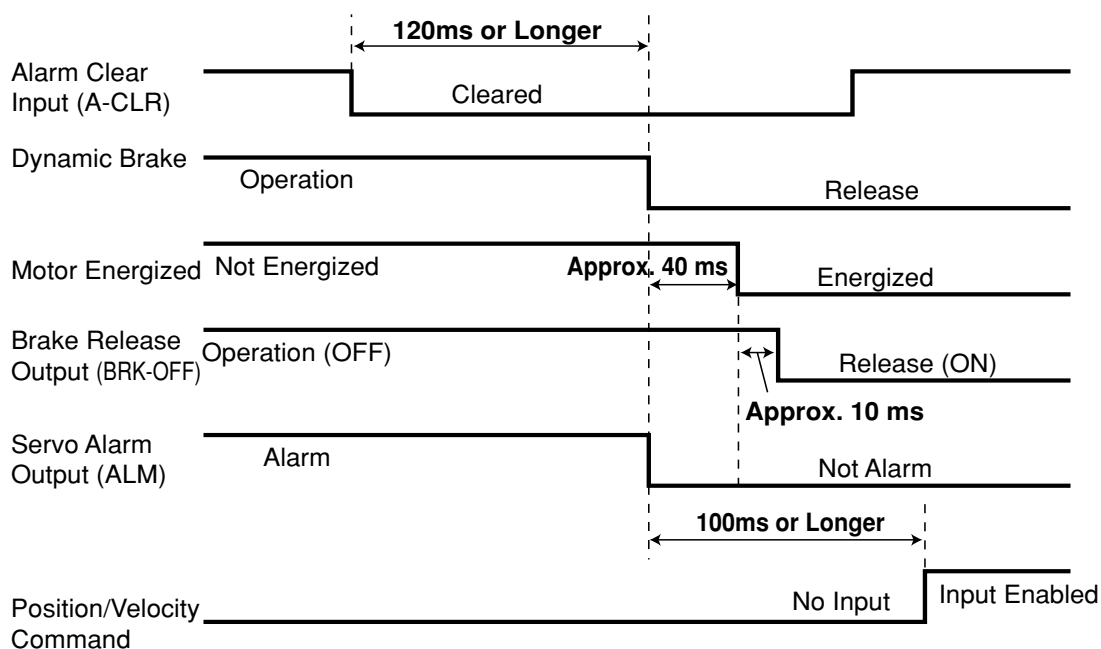 120ms or Longer
Alarm Clear
Input (A-CLR)
Cleared
Dynamic Brake
Operation
Release
Motor Energized
Not Energized
Approx. 40 ms
Energized
Brake Release
Output (BRK-OFF)
Operation (OFF)
Release (ON)
Approx. 10 ms
Servo Alarm
Output (ALM)
Alarm
Not Alarm
100ms or Longer
Position/Velocity
Command
No Input
Input Enabled